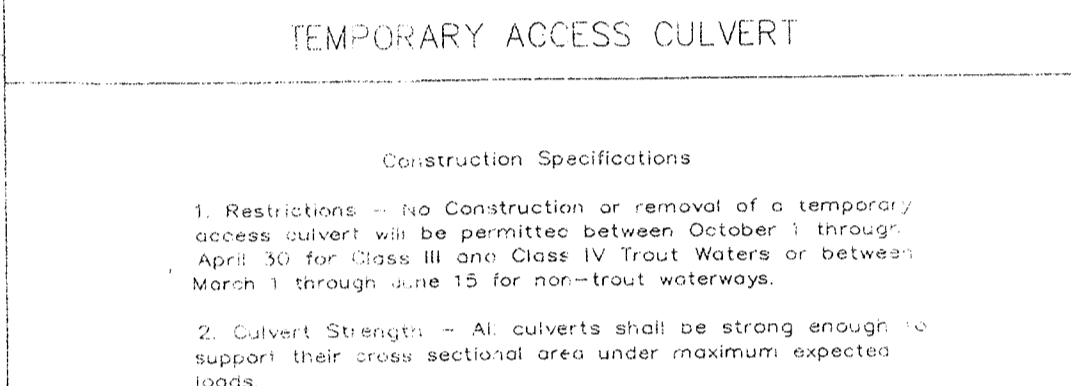 TEMPORARY ACCESS CULVERT
Construction Specifications
1. Restrictions - No Construction or removal of a temporary
access culvert will be permitted between October 1 through
April 30 for Class III and Class IV Trout Waters or between
March 1 through June 15 for non-trout waterways.
2. Culvert Strength - All culverts shall be strong enough to
support their cross sectional area under maximum expected
loads.